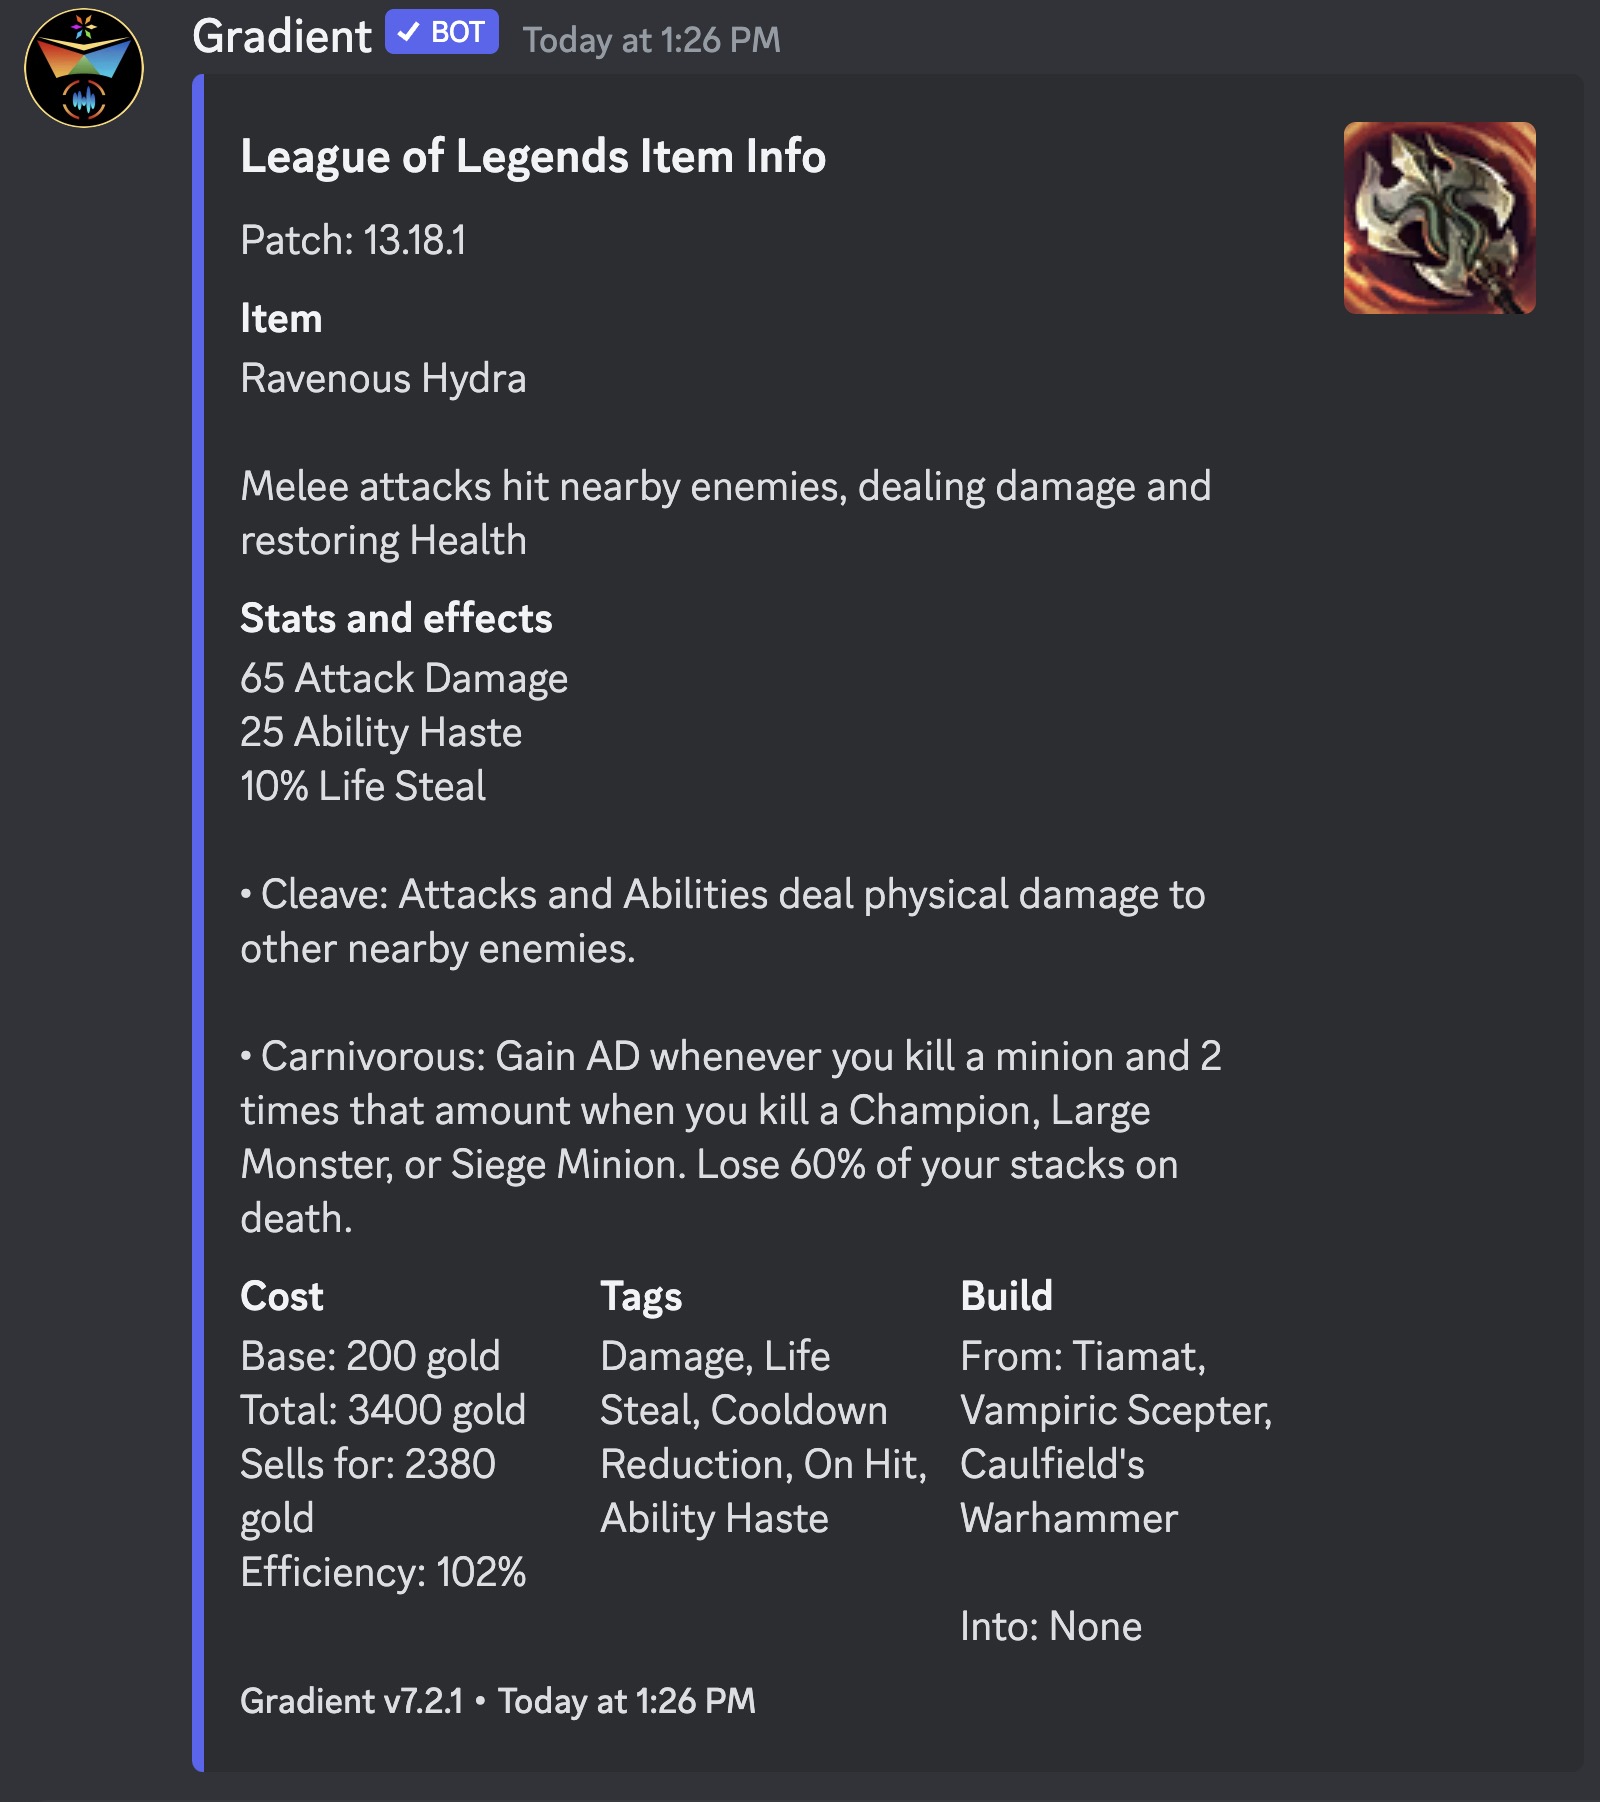 Gradient ✓ BOT Today at 1:26 PM
League of Legends Item Info
Patch: 13.18.1
Item
Ravenous Hydra
Melee attacks hit nearby enemies, dealing damage and
restoring Health
Stats and effects
65 Attack Damage
25 Ability Haste
10% Life Steal
• Cleave: Attacks and Abilities deal physical damage to
other nearby enemies.
• Carnivorous: Gain AD whenever you kill a minion and 2
times that amount when you kill a Champion, Large
Monster, or Siege Minion. Lose 60% of your stacks on
death.
Cost
Base: 200 gold
Total: 3400 gold
Sells for: 2380
gold
Efficiency: 102%
Tags
Damage, Life
Steal, Cooldown
Reduction, On Hit,
Ability Haste
Build
From: Tiamat,
Vampiric Scepter,
Caulfield's
Warhammer
Into: None
Gradient v7.2.1 • Today at 1:26 PM